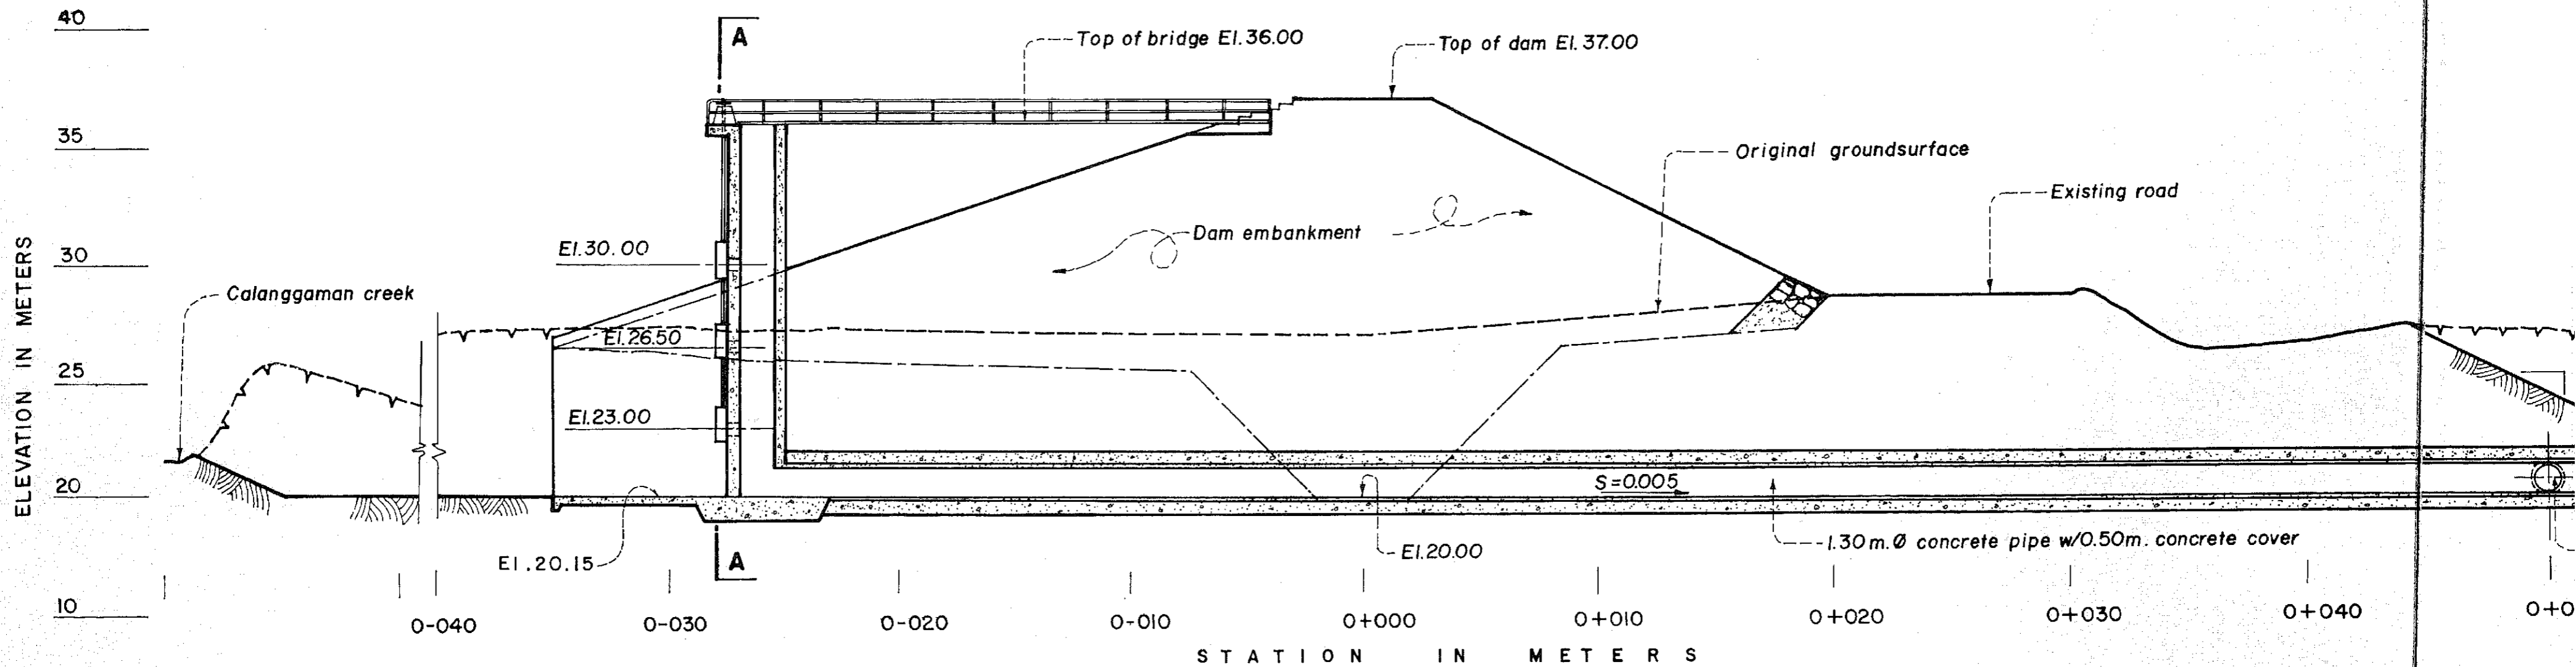 40
A
Top of bridge El.36.00
Top of dam El.37.00
35
Original groundsurface
Existing road
Dam embankment
El.30.00
30
Calanggaman creek
El.26.50
25
El.23.00
20
S=0.005
El.20.15
A
El.20.00
1.30 m.Ø concrete pipe w/0.50m. concrete cover
10
0-040
0-030
0-020
0-010
0+000
0+010
0+020
0+030
0+040
0+0
ELEVATION IN METERS
STATION IN METERS